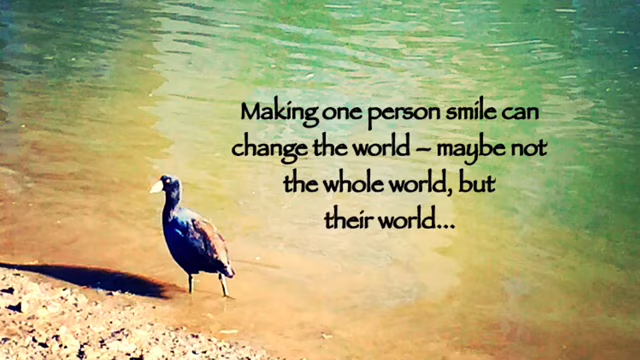 Making one person smile can
change the world – maybe not
the whole world, but
their world...